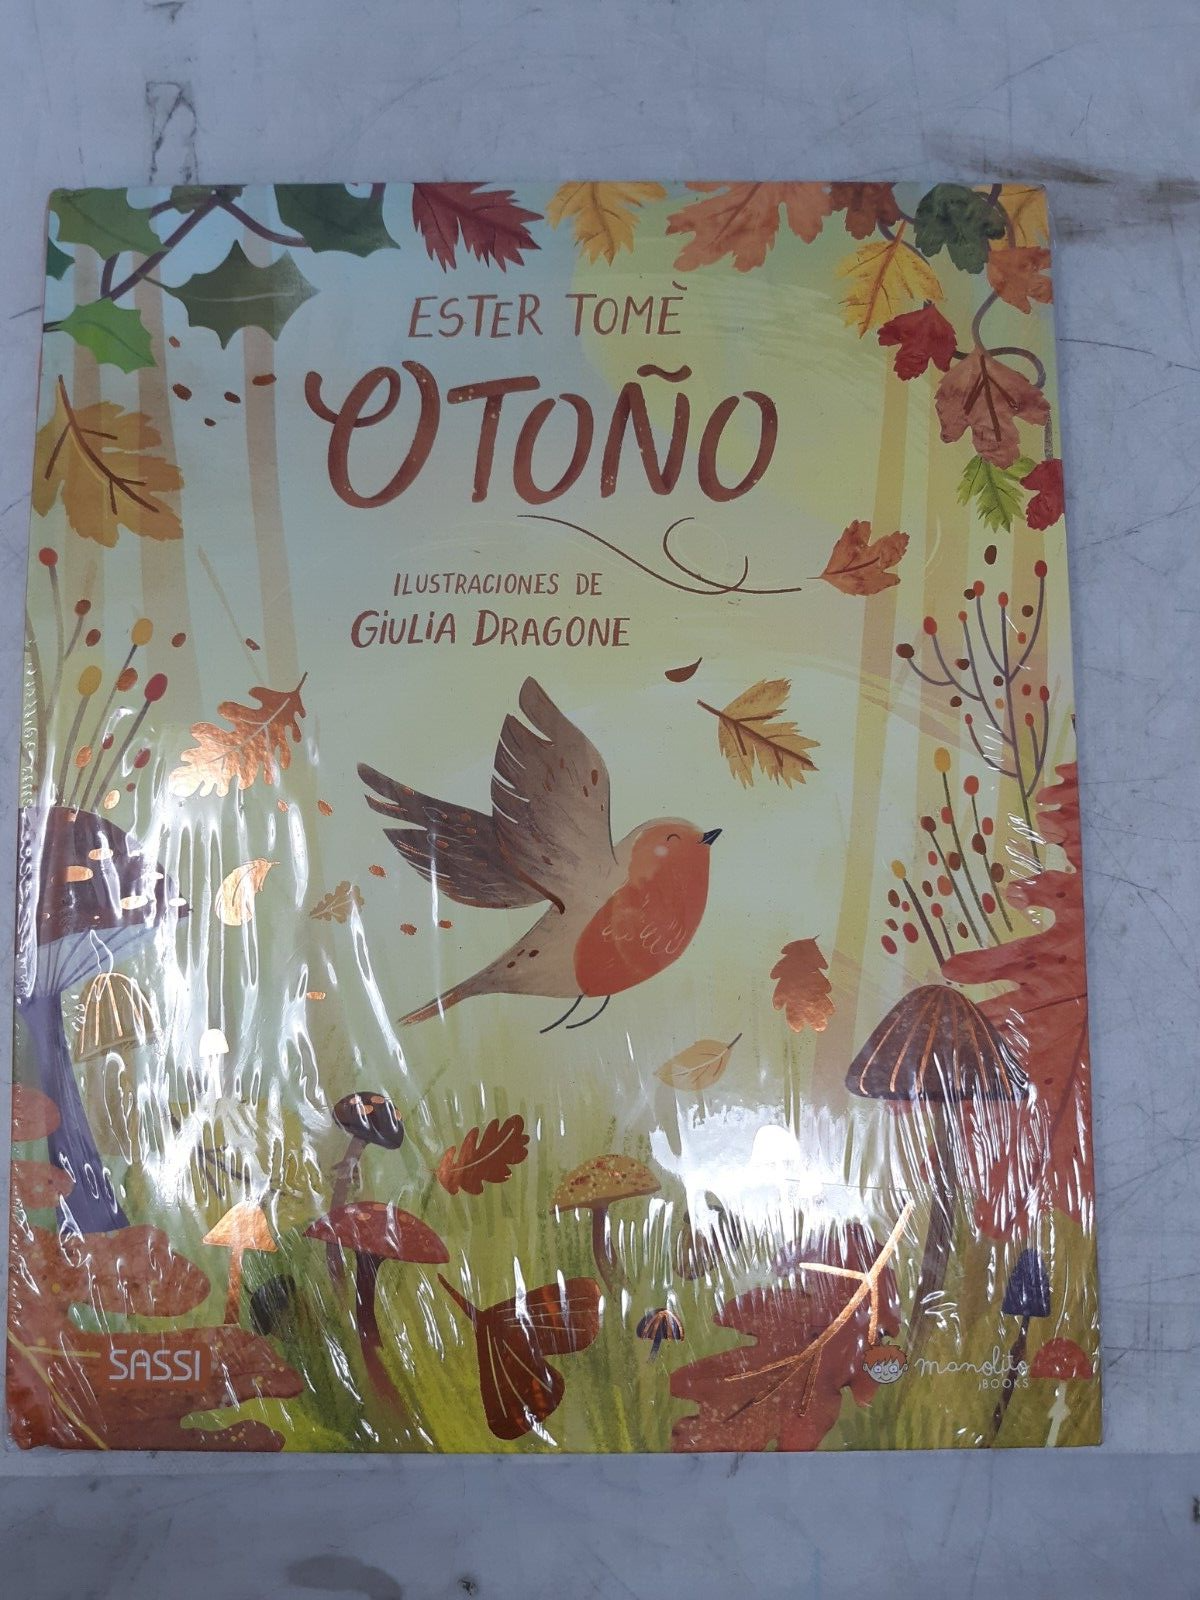 ESTER TOMÈ
OTOÑO
ILUSTRACIONES DE
GIULIA DRAGONE
SASSI
manolito
BOOKS